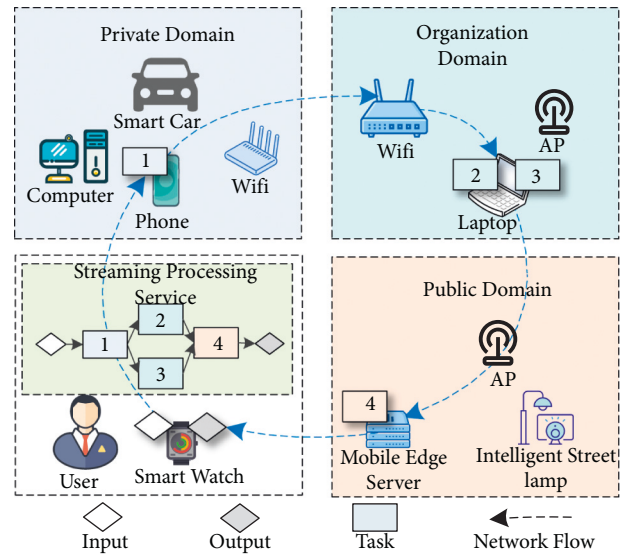 Private Domain
Smart Car
Computer
1
Phone
Wifi
Organization
Domain
Wifi
AP
2
3
Laptop
Streaming Processing
Service
1
2
3
4
User
Smart Watch
Public Domain
AP
4
Mobile Edge
Server
Intelligent Street
lamp
Input
Output
Task
Network Flow